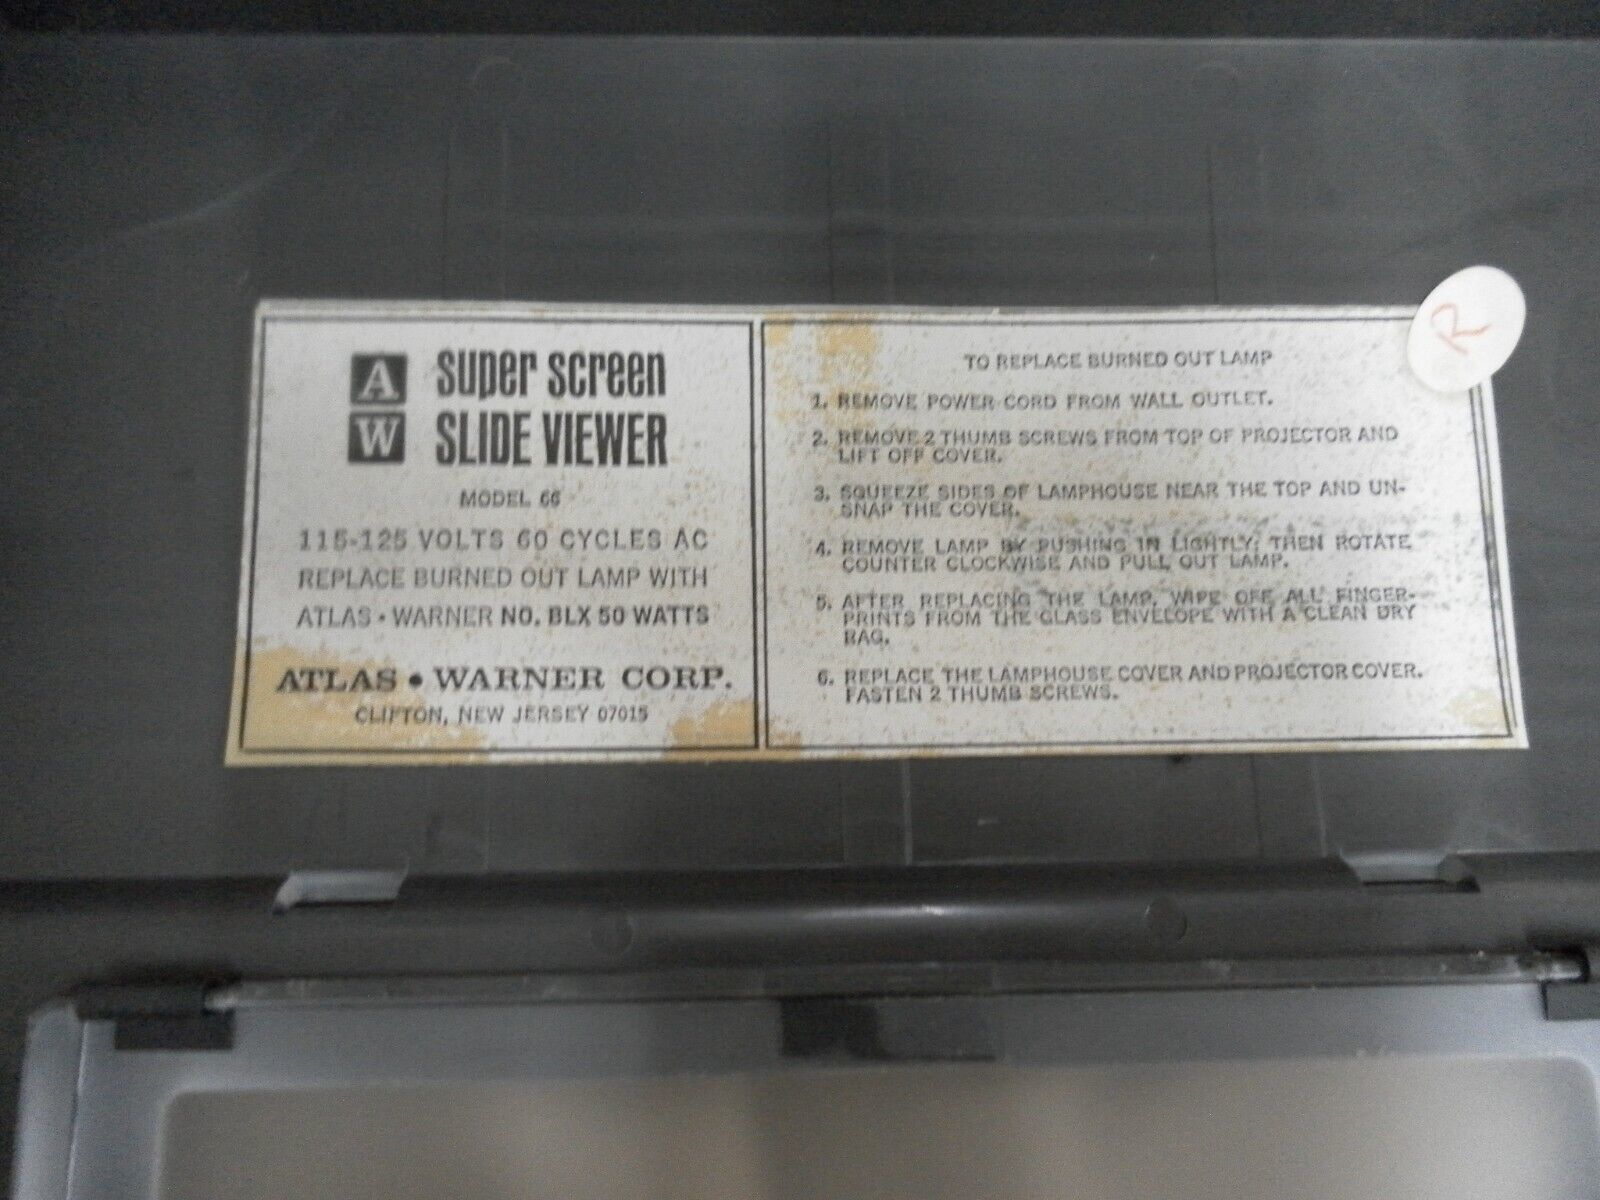 A
W
Super Screen
SLIDE VIEWER
MODEL 66
115-125 VOLTS 60 CYCLES AC
REPLACE BURNED OUT LAMP WITH
ATLAS • WARNER NO. BLX 50 WATTS
ATLAS • WARNER CORP.
CLIFTON, NEW JERSEY 07015
TO REPLACE BURNED OUT LAMP
1. REMOVE POWER CORD FROM WALL OUTLET.
2. REMOVE 2 THUMB SCREWS FROM TOP OF PROJECTOR AND
LIFT OFF COVER.
3. SQUEEZE SIDES OF LAMPHOUSE NEAR THE TOP AND UN-
SNAP THE COVER.
4. REMOVE LAMP BY PUSHING IN LIGHTLY; THEN ROTATE
COUNTER CLOCKWISE AND PULL OUT LAMP.
5. AFTER REPLACING THE LAMP, WIPE OFF ALL FINGER-
PRINTS FROM THE GLASS ENVELOPE WITH A CLEAN DRY
RAG.
6. REPLACE THE LAMPHOUSE COVER AND PROJECTOR COVER.
FASTEN 2 THUMB SCREWS.
R